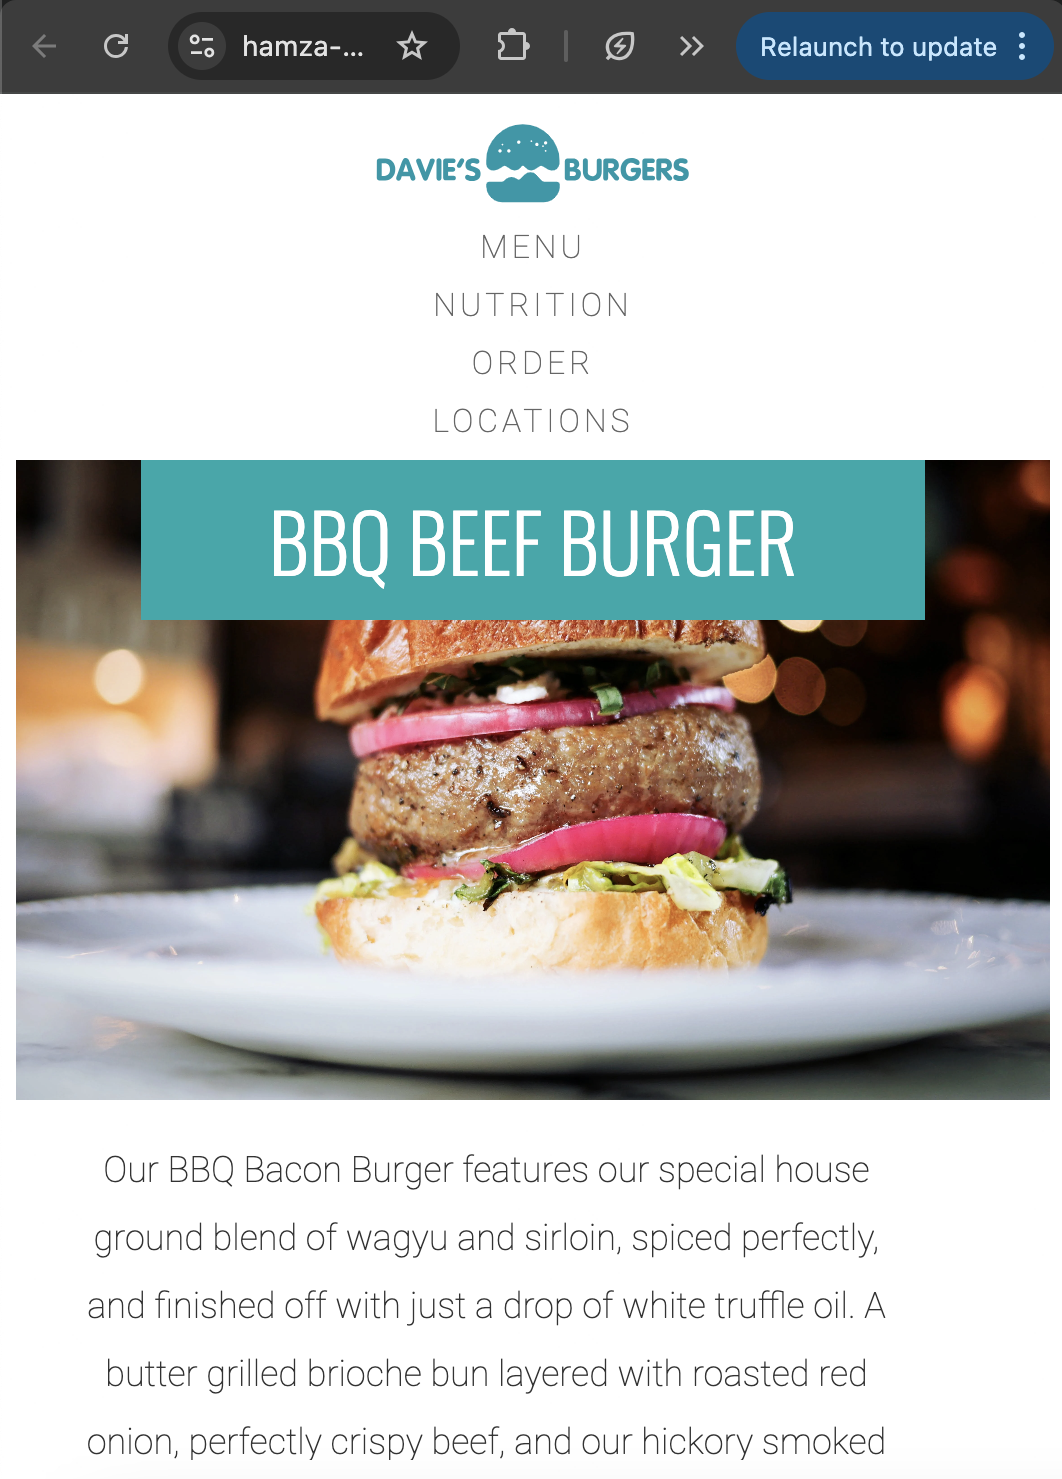 hamza-...
Relaunch to update
DAVIE'S BURGERS
MENU
NUTRITION
ORDER
LOCATIONS
BBQ BEEF BURGER
Our BBQ Bacon Burger features our special house
ground blend of wagyu and sirloin, spiced perfectly,
and finished off with just a drop of white truffle oil. A
butter grilled brioche bun layered with roasted red
onion, perfectly crispy beef, and our hickory smoked